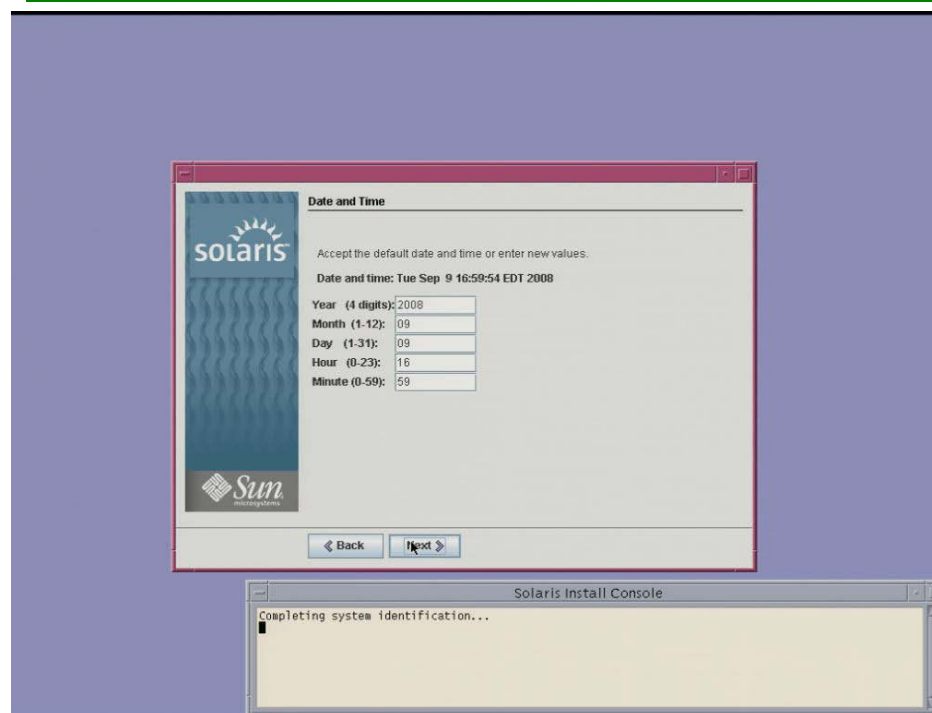 Date and Time
solaris
Accept the default date and time or enter new values.
Date and time: Tue Sep 9 16:59:54 EDT 2008
Year (4 digits): 2008
Month (1-12): 09
Day (1-31): 09
Hour (0-23): 16
Minute (0-59): 59
Sun
microsystems
Back
Next
Solaris Install Console
Completing system identification...